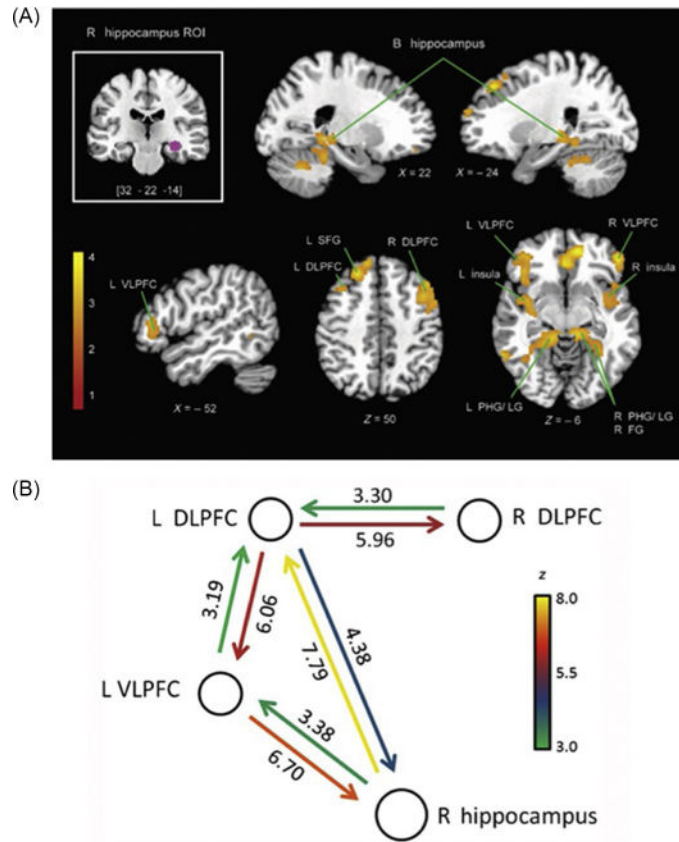 (A)
R hippocampus ROI
B hippocampus
[32 - 22 -14]
X = 22
X = - 24
4
3
2
1
L VLPFC
X = - 52
L SFG
L DLPFC
R DLPFC
Z = 50
L VLPFC
R VLPFC
L insula
R insula
L PHG/ LG
R PHG/ LG
R FG
Z = - 6
(B)
L DLPFC
3.30
5.96
R DLPFC
3.19
6.06
7.79
4.38
L VLPFC
3.38
6.70
R hippocampus
z
8.0
5.5
3.0